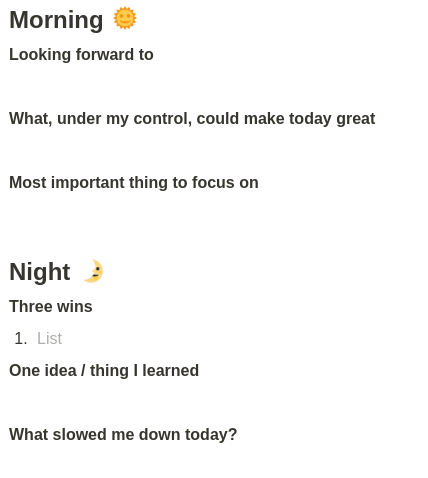 Morning 🌞
Looking forward to
What, under my control, could make today great
Most important thing to focus on
Night 🌛
Three wins
1. List
One idea / thing I learned
What slowed me down today?